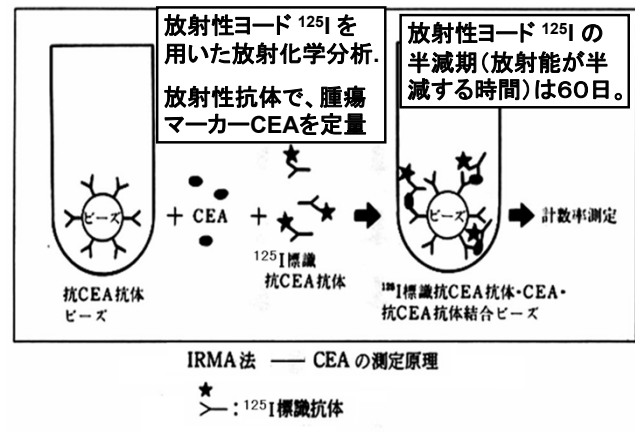 放射性ヨード ¹²⁵I を
用いた放射化学分析.
放射性抗体で、腫瘍
マーカーCEAを定量
放射性ヨード ¹²⁵I の
半減期(放射能が半
減する時間)は60日。
ビーズ
+ CEA +
ビーズ
計数率測定
抗CEA抗体
ビーズ
¹²⁵I標識
抗CEA抗体
¹²⁵I標識抗CEA抗体・CEA・
抗CEA抗体結合ビーズ
IRMA法 ── CEAの測定原理
:¹²⁵I標識抗体